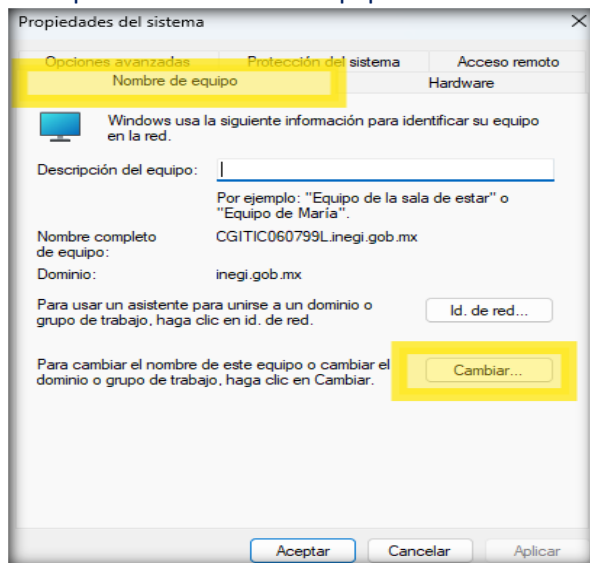 Propiedades del sistema
Opciones avanzadas
Protección del sistema
Acceso remoto
Nombre de equipo
Hardware
Windows usa la siguiente información para identificar su equipo
en la red.
Descripción del equipo:
Por ejemplo: "Equipo de la sala de estar" o
"Equipo de María".
Nombre completo
de equipo:
CGITIC060799L.inegi.gob.mx
Dominio:
inegi.gob.mx
Para usar un asistente para unirse a un dominio o
grupo de trabajo, haga clic en id. de red.
Id. de red...
Para cambiar el nombre de este equipo o cambiar el
dominio o grupo de trabajo, haga clic en Cambiar.
Cambiar...
Aceptar
Cancelar
Aplicar